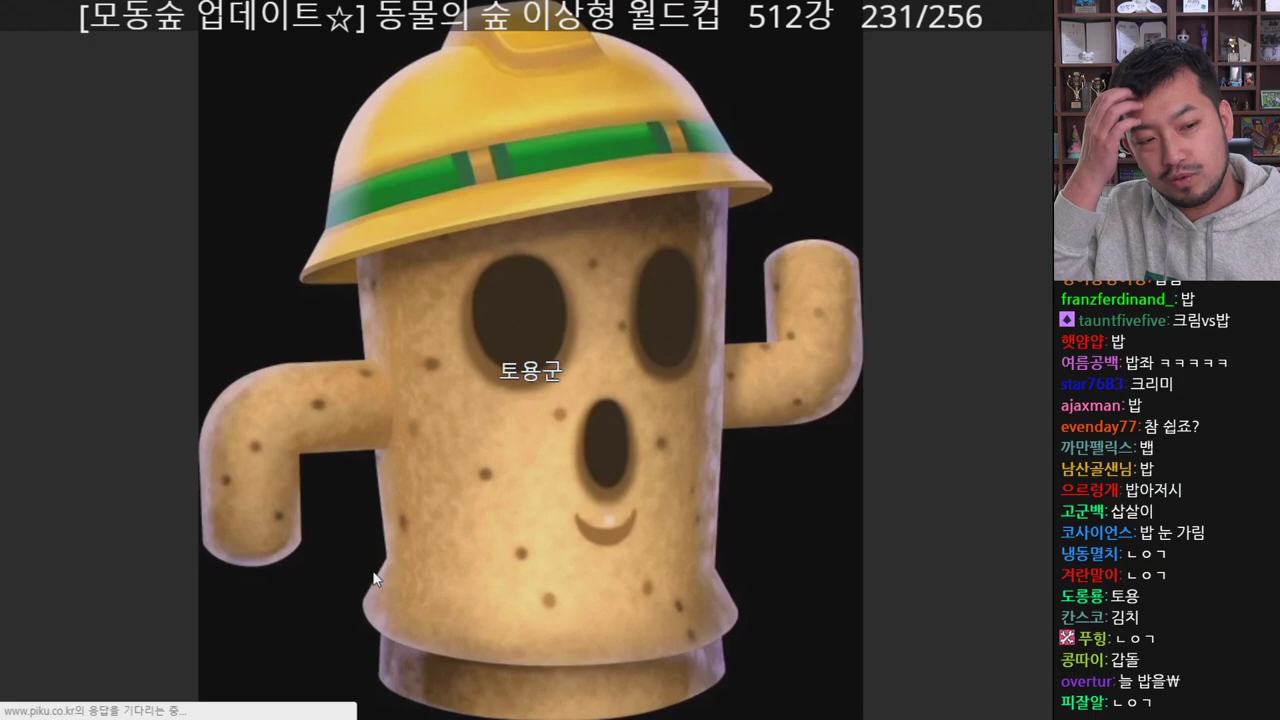 [모동숲 업데이트☆] 동물의 숲 이상형 월드컵 512강 231/256
토용군
franzferdinand_: 밥
tauntfivefive: 크림vs밥
햇얌얍: 밥
여름공백: 밥좌 ㅋㅋㅋㅋㅋ
star7683: 크리미
ajaxman: 밥
evenday77: 참 쉽죠?
까만펠릭스: 뱁
남산골샌님: 밥
으르렁개: 밥아저시
고군백: 삽살이
코사이언스: 밥 눈 가림
냉동멸치: ㄴㅇㄱ
겨란말이: ㄴㅇㄱ
도롱룡: 토용
칸스코: 김치
푸헝: ㄴㅇㄱ
콩따이: 갑돌
overtur: 늘 밥을₩
피잘알: ㄴㅇㄱ
www.piku.co.kr의 응답을 기다리는 중...